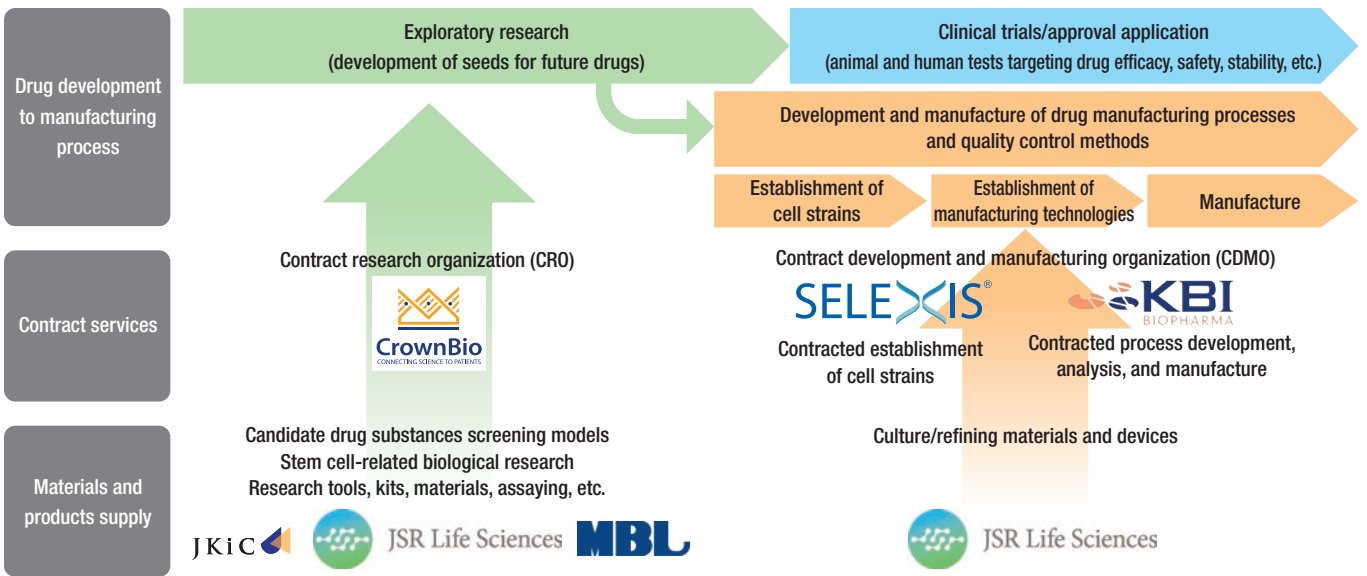 Drug development
to manufacturing
process
Exploratory research
(development of seeds for future drugs)
Clinical trials/approval application
(animal and human tests targeting drug efficacy, safety, stability, etc.)
Development and manufacture of drug manufacturing processes
and quality control methods
Establishment of
cell strains
Establishment of
manufacturing technologies
Manufacture
Contract services
Contract research organization (CRO)
CrownBio
CONNECTING SCIENCE TO PATIENTS
Contract development and manufacturing organization (CDMO)
SELEXIS®
Contracted establishment
of cell strains
KBI
BIOPHARMA
Contracted process development,
analysis, and manufacture
Materials and
products supply
Candidate drug substances screening models
Stem cell-related biological research
Research tools, kits, materials, assaying, etc.
JKiC
JSR Life Sciences
MBL
Culture/refining materials and devices
JSR Life Sciences